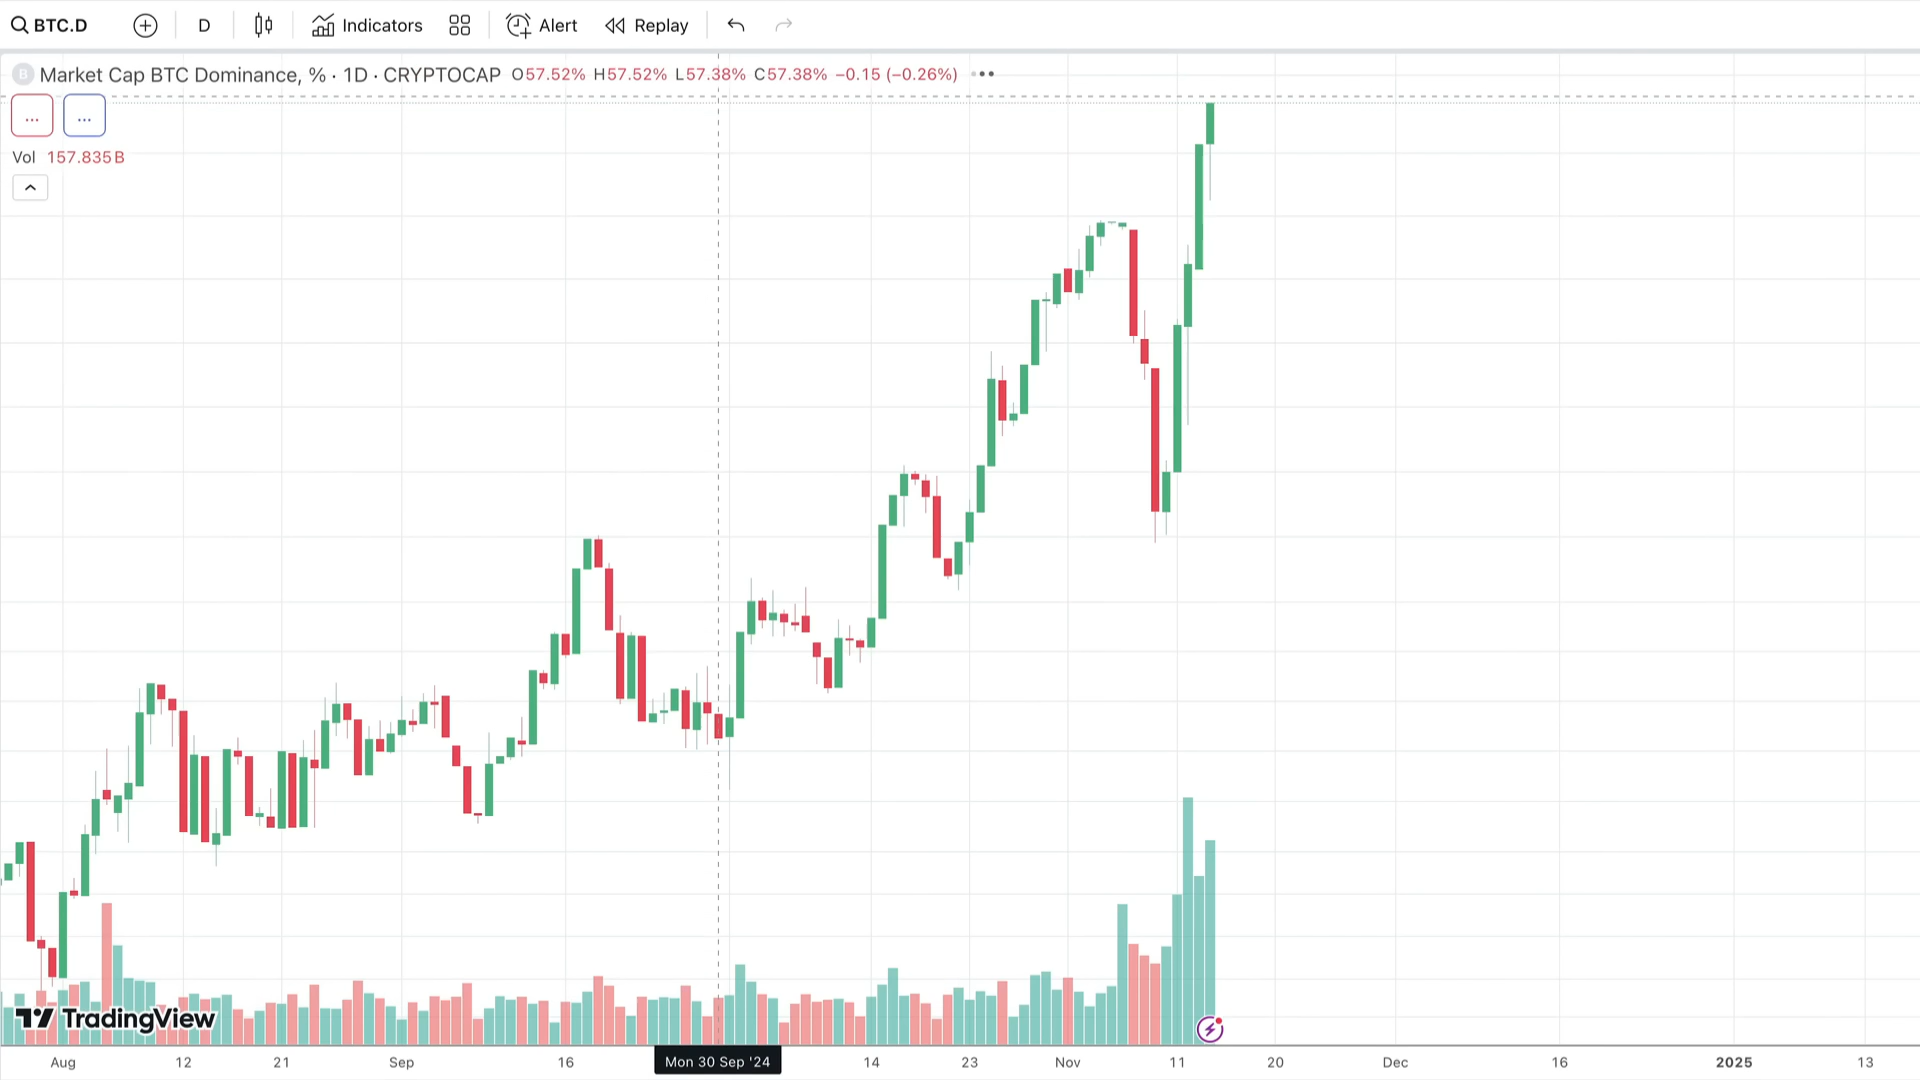 BTC.D D Indicators Alert Replay
B Market Cap BTC Dominance, % · 1D · CRYPTOCAP O57.52% H57.52% L57.38% C57.38% −0.15 (−0.26%) •••
... ...
Vol 157.835B
TradingView
Aug 12 21 Sep 16 Mon 30 Sep '24 14 23 Nov 11 20 Dec 16 2025 13